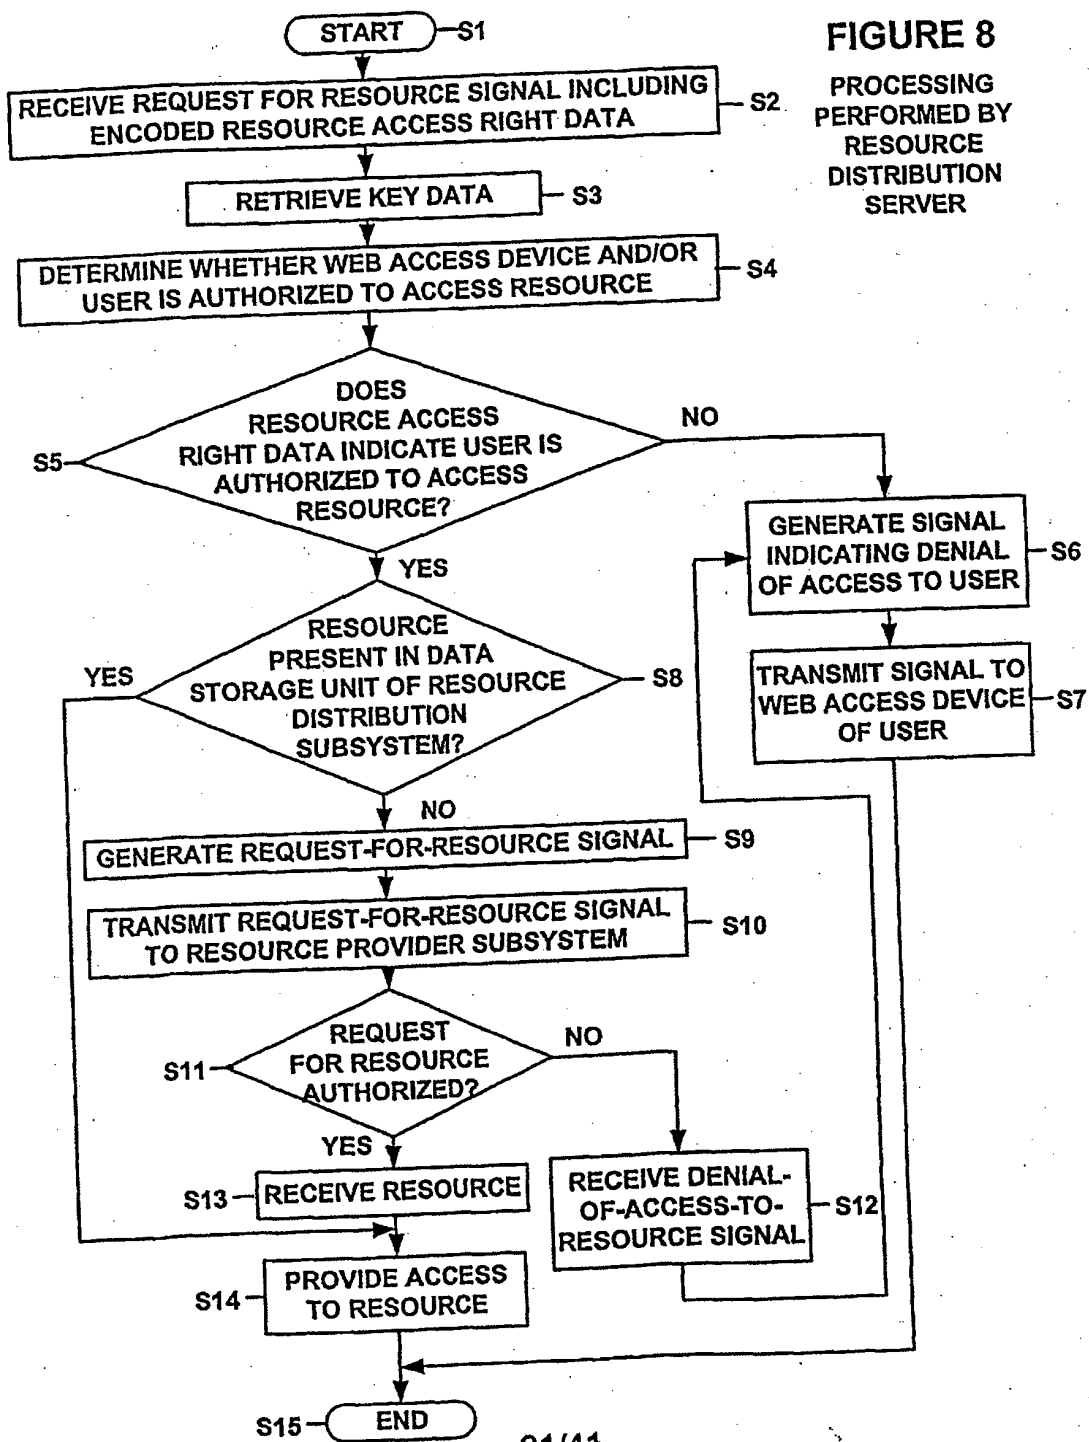 FIGURE 8
PROCESSING
PERFORMED BY
RESOURCE
DISTRIBUTION
SERVER
START
S1
RECEIVE REQUEST FOR RESOURCE SIGNAL INCLUDING
ENCODED RESOURCE ACCESS RIGHT DATA
S2
RETRIEVE KEY DATA
S3
DETERMINE WHETHER WEB ACCESS DEVICE AND/OR
USER IS AUTHORIZED TO ACCESS RESOURCE
S4
DOES
RESOURCE ACCESS
RIGHT DATA INDICATE USER IS
AUTHORIZED TO ACCESS
RESOURCE?
S5
NO
YES
GENERATE SIGNAL
INDICATING DENIAL
OF ACCESS TO USER
S6
TRANSMIT SIGNAL TO
WEB ACCESS DEVICE
OF USER
S7
RESOURCE
PRESENT IN DATA
STORAGE UNIT OF RESOURCE
DISTRIBUTION
SUBSYSTEM?
S8
YES
NO
GENERATE REQUEST-FOR-RESOURCE SIGNAL
S9
TRANSMIT REQUEST-FOR-RESOURCE SIGNAL
TO RESOURCE PROVIDER SUBSYSTEM
S10
REQUEST
FOR RESOURCE
AUTHORIZED?
S11
NO
YES
RECEIVE DENIAL-
OF-ACCESS-TO-
RESOURCE SIGNAL
S12
S13
RECEIVE RESOURCE
S14
PROVIDE ACCESS
TO RESOURCE
S15
END